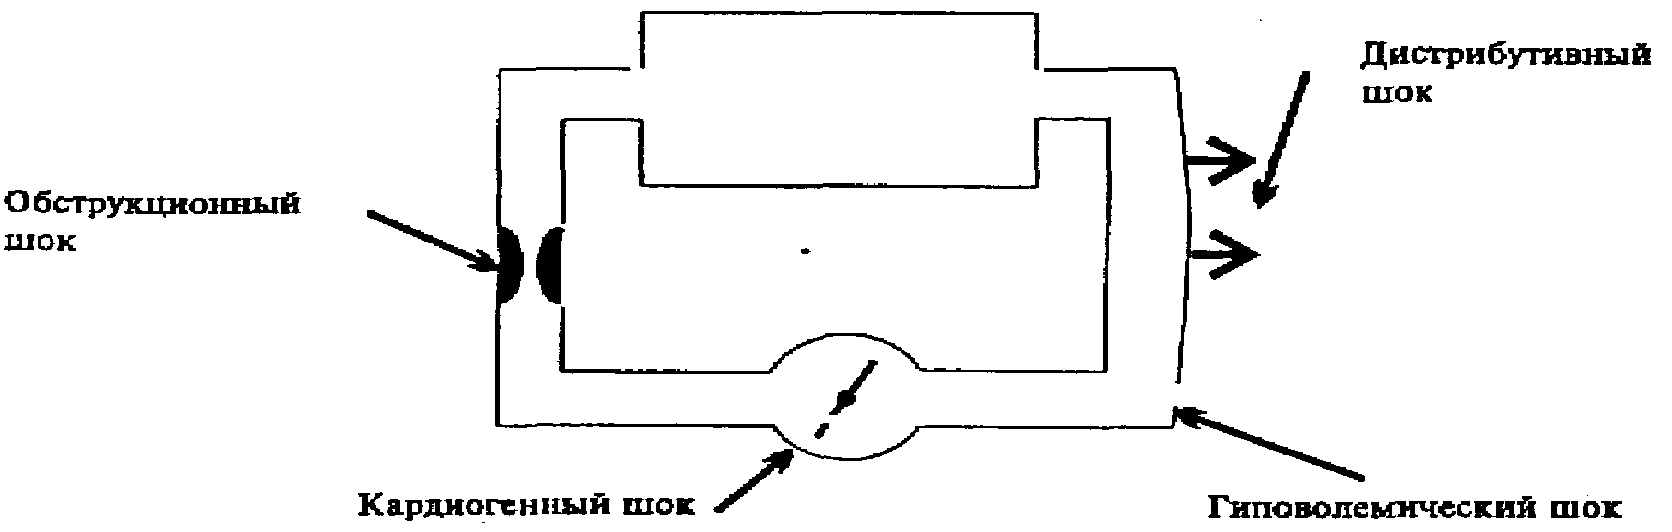 Дистрибутивный
шок
Обструкционный
шок
Кардиогенный шок
Гиповолемический шок